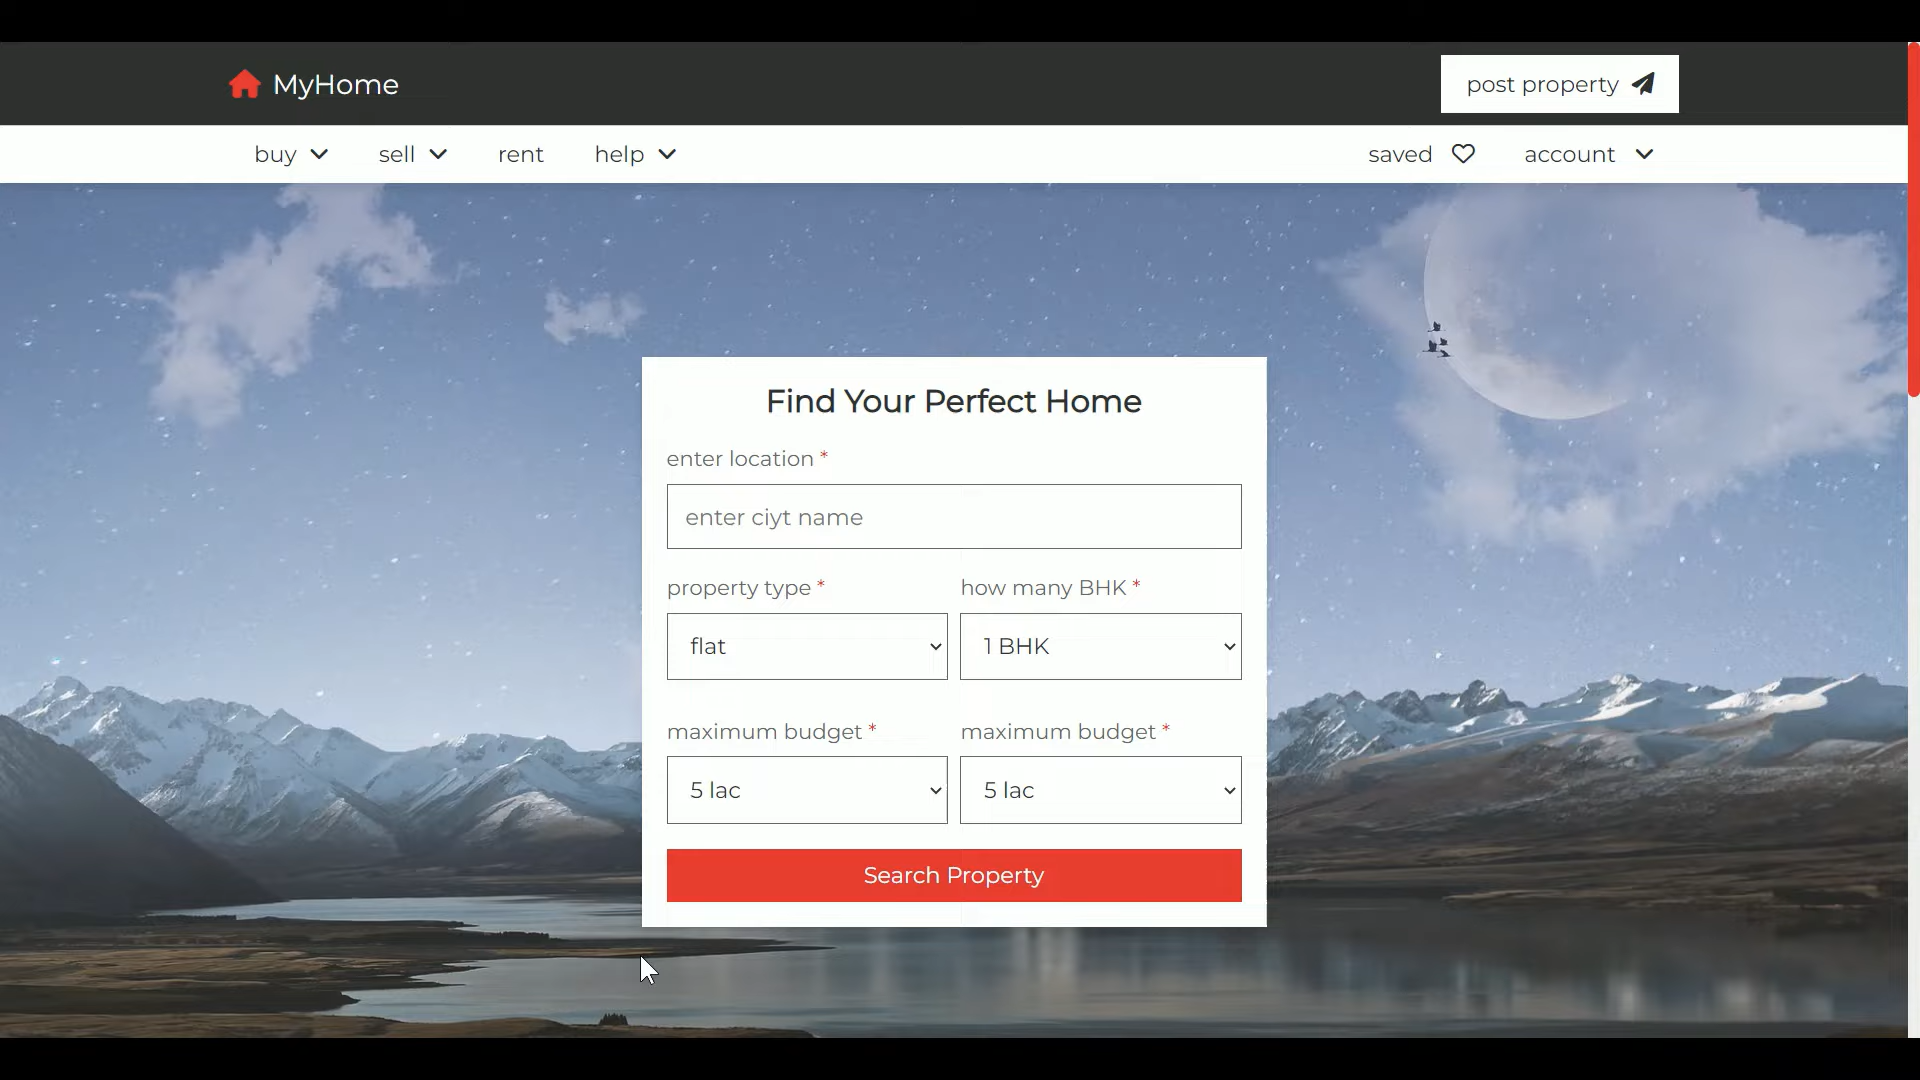 MyHome
post property
buy sell rent help saved account
Find Your Perfect Home
enter location *
enter ciyt name
property type * how many BHK *
flat 1 BHK
maximum budget * maximum budget *
5 lac 5 lac
Search Property